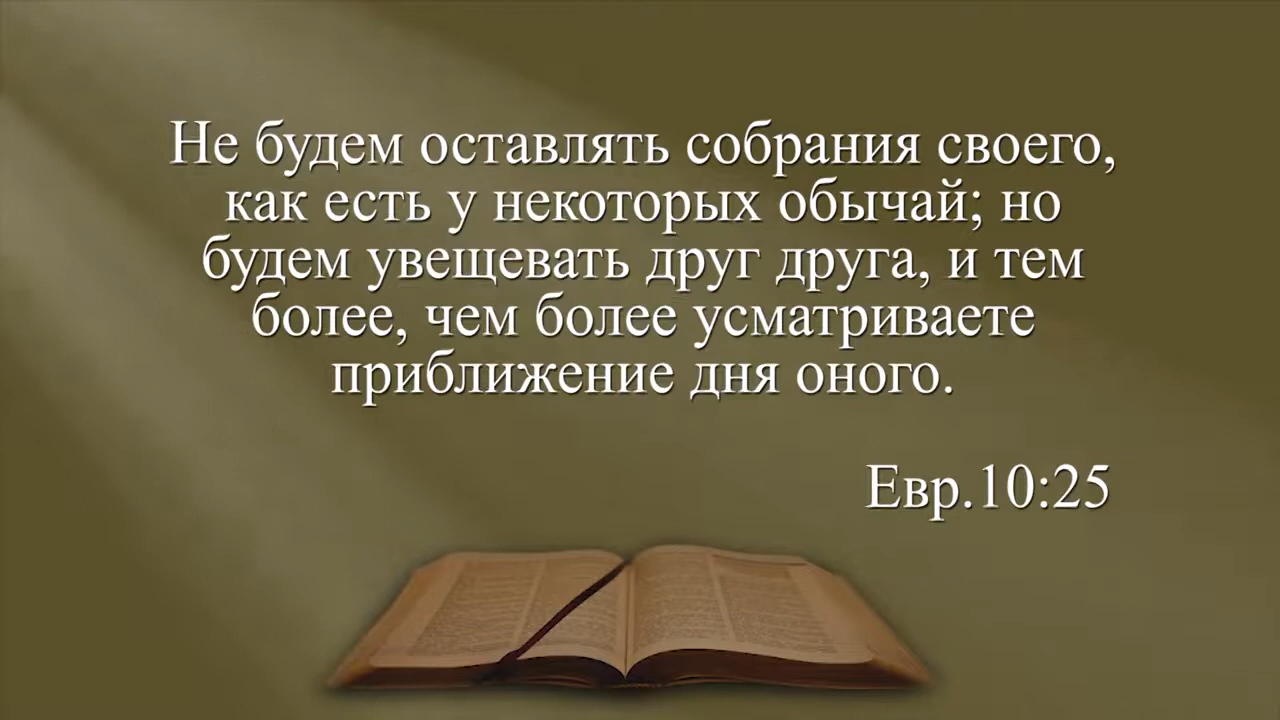 Не будем оставлять собрания своего,
как есть у некоторых обычай; но
будем увещевать друг друга, и тем
более, чем более усматриваете
приближение дня оного.
Евр.10:25